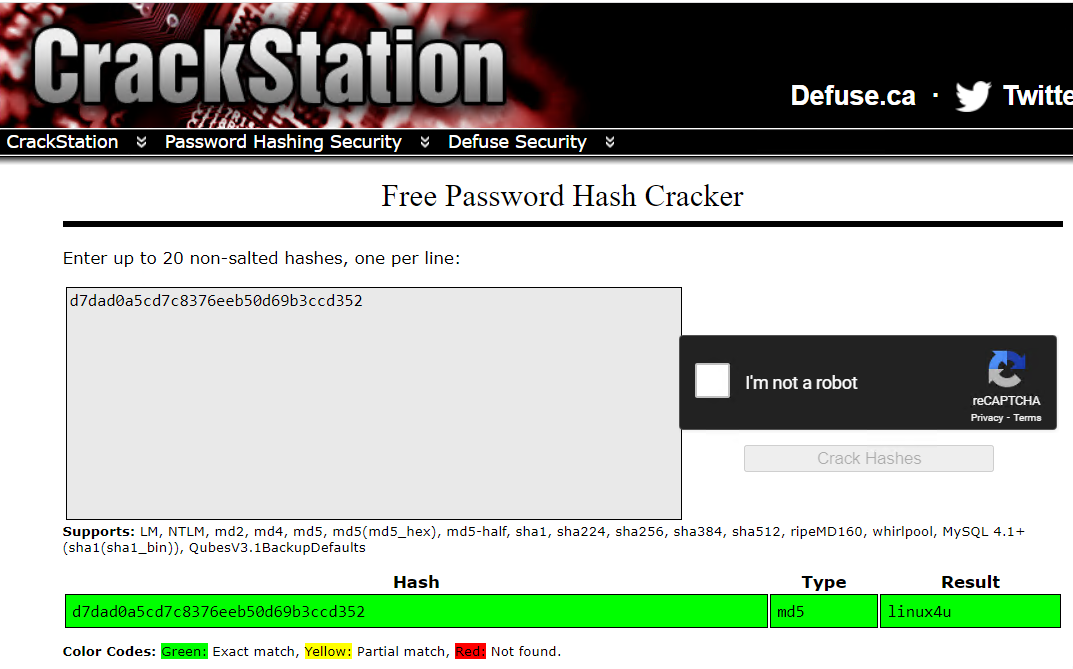 CrackStation
Defuse.ca · Twitte
CrackStation Password Hashing Security Defuse Security
Free Password Hash Cracker
Enter up to 20 non-salted hashes, one per line:
d7dad0a5cd7c8376eeb50d69b3ccd352
I'm not a robot
reCAPTCHA
Privacy - Terms
Crack Hashes
Supports: LM, NTLM, md2, md4, md5, md5(md5_hex), md5-half, sha1, sha224, sha256, sha384, sha512, ripeMD160, whirlpool, MySQL 4.1+
(sha1(sha1_bin)), QubesV3.1BackupDefaults
Hash Type Result
d7dad0a5cd7c8376eeb50d69b3ccd352 md5 linux4u
Color Codes: Green: Exact match, Yellow: Partial match, Red: Not found.